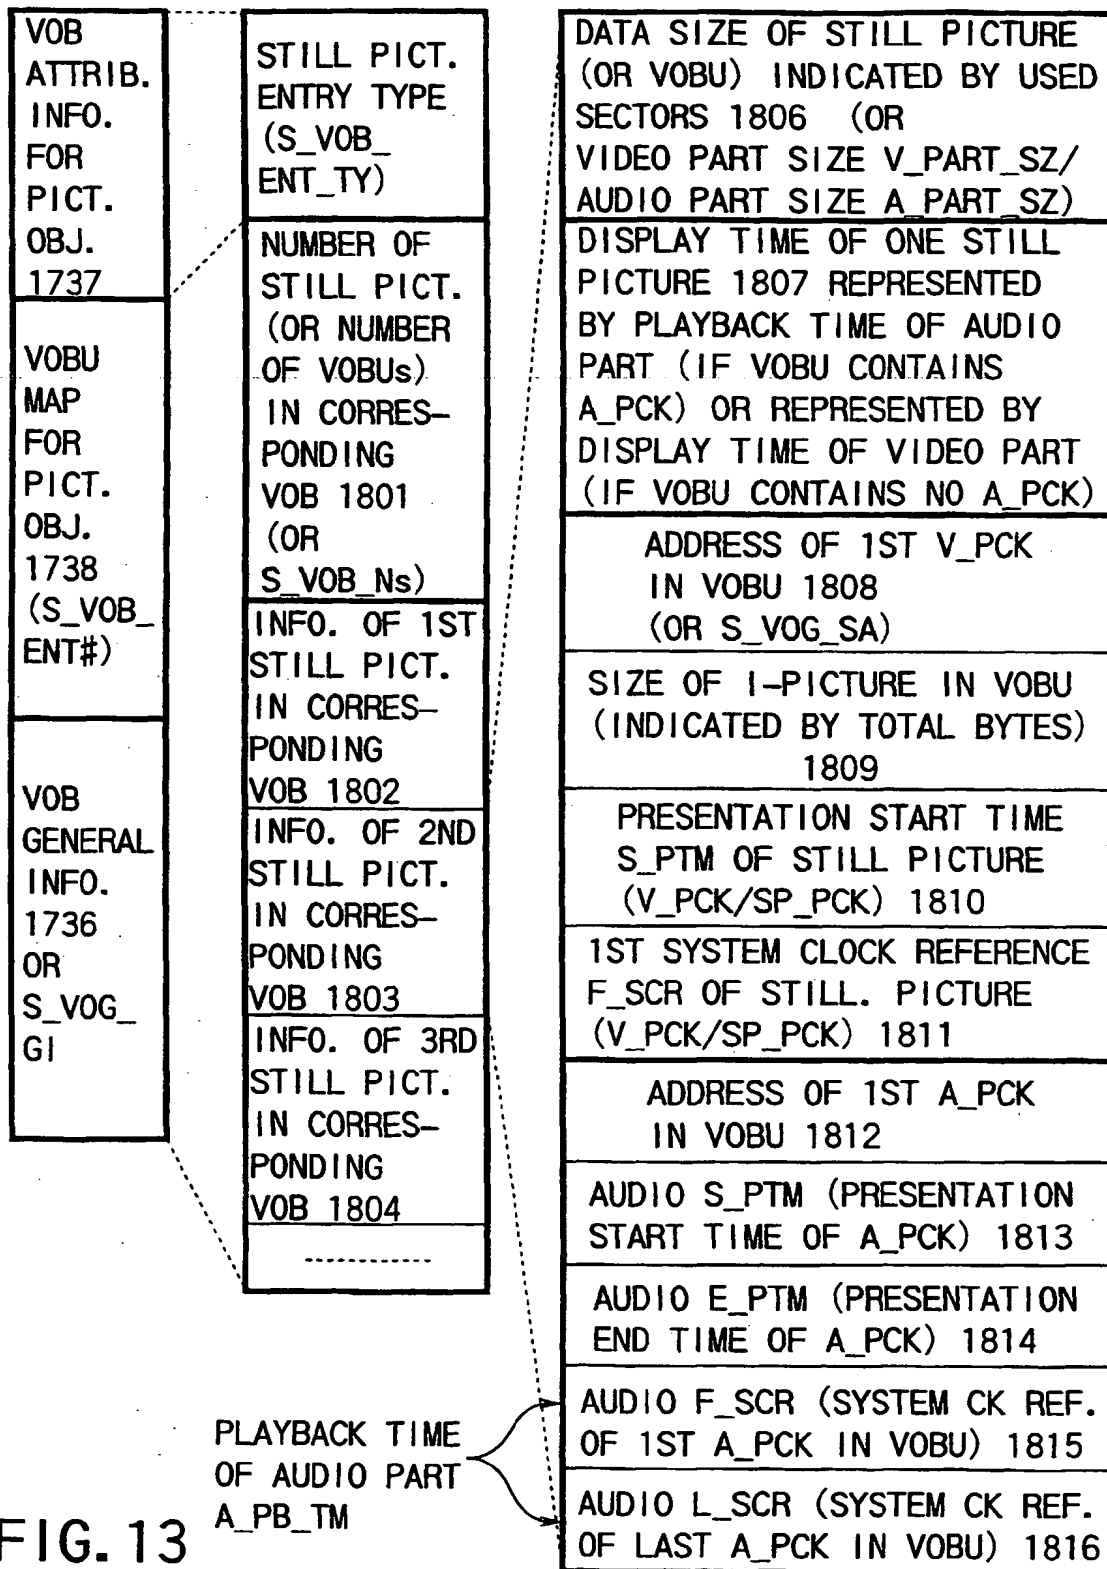 VOB
ATTRIB.
INFO.
FOR
PICT.
OBJ.
1737
VOBU
MAP
FOR
PICT.
OBJ.
1738
(S_VOB_
ENT#)
VOB
GENERAL
INFO.
1736
OR
S_VOG_
GI
STILL PICT.
ENTRY TYPE
(S_VOB_
ENT_TY)
NUMBER OF
STILL PICT.
(OR NUMBER
OF VOBUs)
IN CORRES-
PONDING
VOB 1801
(OR
S_VOB_Ns)
INFO. OF 1ST
STILL PICT.
IN CORRES-
PONDING
VOB 1802
INFO. OF 2ND
STILL PICT.
IN CORRES-
PONDING
VOB 1803
INFO. OF 3RD
STILL PICT.
IN CORRES-
PONDING
VOB 1804
DATA SIZE OF STILL PICTURE
(OR VOBU) INDICATED BY USED
SECTORS 1806 (OR
VIDEO PART SIZE V_PART_SZ/
AUDIO PART SIZE A_PART_SZ)
DISPLAY TIME OF ONE STILL
PICTURE 1807 REPRESENTED
BY PLAYBACK TIME OF AUDIO
PART (IF VOBU CONTAINS
A_PCK) OR REPRESENTED BY
DISPLAY TIME OF VIDEO PART
(IF VOBU CONTAINS NO A_PCK)
ADDRESS OF 1ST V_PCK
IN VOBU 1808
(OR S_VOG_SA)
SIZE OF I-PICTURE IN VOBU
(INDICATED BY TOTAL BYTES)
1809
PRESENTATION START TIME
S_PTM OF STILL PICTURE
(V_PCK/SP_PCK) 1810
1ST SYSTEM CLOCK REFERENCE
F_SCR OF STILL. PICTURE
(V_PCK/SP_PCK) 1811
ADDRESS OF 1ST A_PCK
IN VOBU 1812
AUDIO S_PTM (PRESENTATION
START TIME OF A_PCK) 1813
AUDIO E_PTM (PRESENTATION
END TIME OF A_PCK) 1814
AUDIO F_SCR (SYSTEM CK REF.
OF 1ST A_PCK IN VOBU) 1815
AUDIO L_SCR (SYSTEM CK REF.
OF LAST A_PCK IN VOBU) 1816
PLAYBACK TIME
OF AUDIO PART
A_PB_TM
FIG. 13